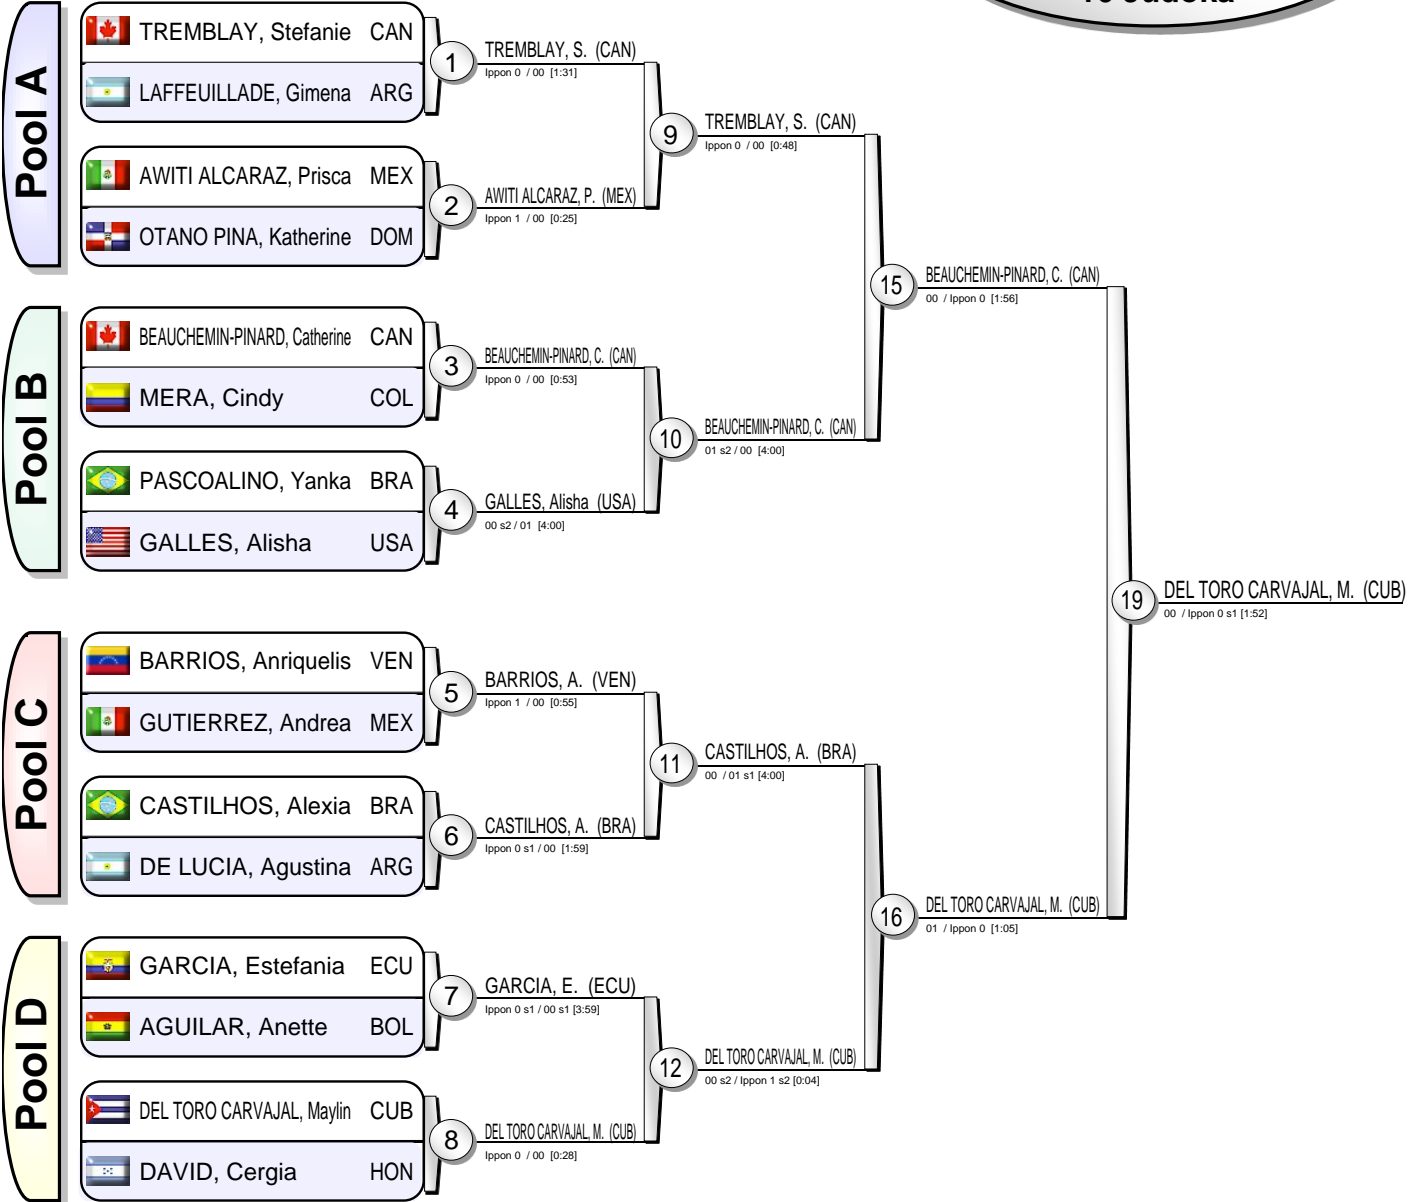 16 Judoka
Pool A
TREMBLAY, Stefanie CAN
LAFFEUILLADE, Gimena ARG
1
TREMBLAY, S. (CAN)
Ippon 0 / 00 [1:31]
AWITI ALCARAZ, Prisca MEX
OTANO PINA, Katherine DOM
2
AWITI ALCARAZ, P. (MEX)
Ippon 1 / 00 [0:25]
9
TREMBLAY, S. (CAN)
Ippon 0 / 00 [0:48]
Pool B
BEAUCHEMIN-PINARD, Catherine CAN
MERA, Cindy COL
3
BEAUCHEMIN-PINARD, C. (CAN)
Ippon 0 / 00 [0:53]
PASCOALINO, Yanka BRA
GALLES, Alisha USA
4
GALLES, Alisha (USA)
00 s2 / 01 [4:00]
10
BEAUCHEMIN-PINARD, C. (CAN)
01 s2 / 00 [4:00]
15
BEAUCHEMIN-PINARD, C. (CAN)
00 / Ippon 0 [1:56]
Pool C
BARRIOS, Anriquelis VEN
GUTIERREZ, Andrea MEX
5
BARRIOS, A. (VEN)
Ippon 1 / 00 [0:55]
CASTILHOS, Alexia BRA
DE LUCIA, Agustina ARG
6
CASTILHOS, A. (BRA)
Ippon 0 s1 / 00 [1:59]
11
CASTILHOS, A. (BRA)
00 / 01 s1 [4:00]
Pool D
GARCIA, Estefania ECU
AGUILAR, Anette BOL
7
GARCIA, E. (ECU)
Ippon 0 s1 / 00 s1 [3:59]
DEL TORO CARVAJAL, Maylin CUB
DAVID, Cergia HON
8
DEL TORO CARVAJAL, M. (CUB)
Ippon 0 / 00 [0:28]
12
DEL TORO CARVAJAL, M. (CUB)
00 s2 / Ippon 1 s2 [0:04]
16
DEL TORO CARVAJAL, M. (CUB)
01 / Ippon 0 [1:05]
19
DEL TORO CARVAJAL, M. (CUB)
00 / Ippon 0 s1 [1:52]